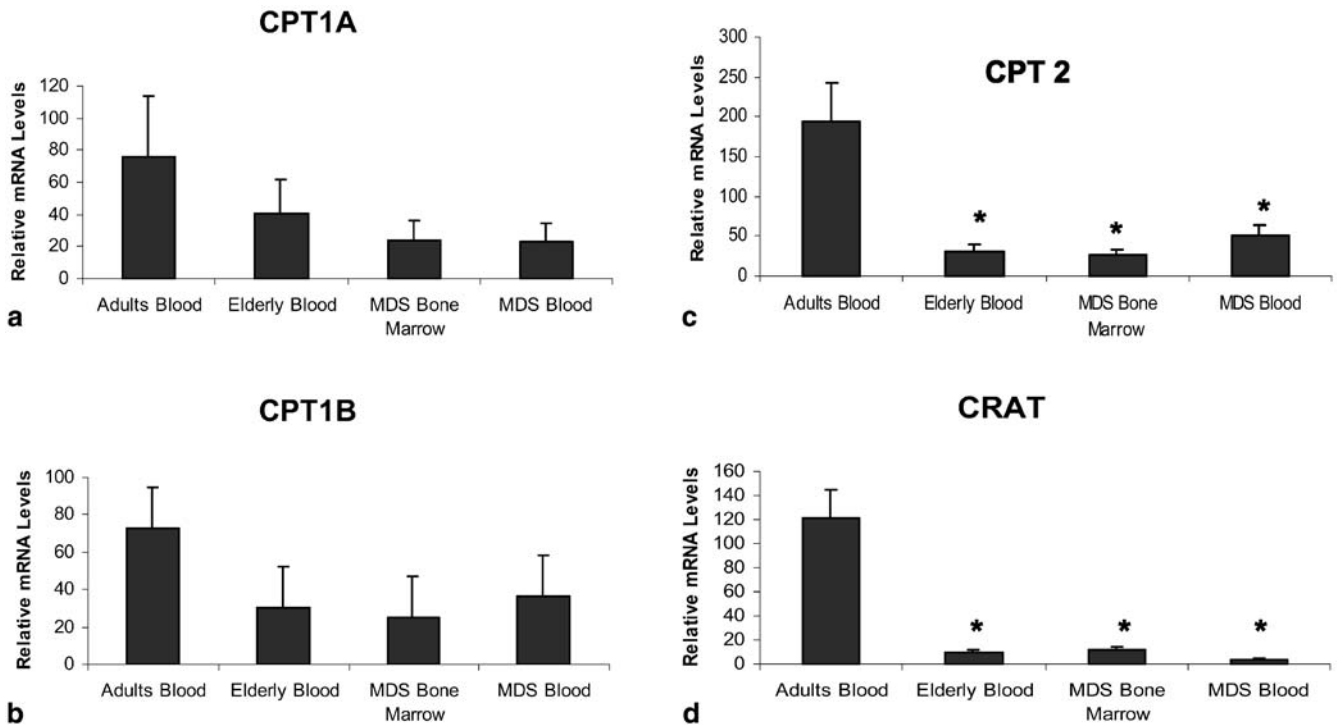 CPT1A
Relative mRNA Levels
120
100
80
60
40
20
0
Adults Blood Elderly Blood MDS Bone Marrow MDS Blood
a
CPT1B
Relative mRNA Levels
100
80
60
40
20
0
Adults Blood Elderly Blood MDS Bone Marrow MDS Blood
b
CPT 2
Relative mRNA Levels
300
250
200
150
100
50
0
* * *
Adults Blood Elderly Blood MDS Bone Marrow MDS Blood
c
CRAT
Relative mRNA Levels
160
140
120
100
80
60
40
20
0
* * *
Adults Blood Elderly Blood MDS Bone Marrow MDS Blood
d